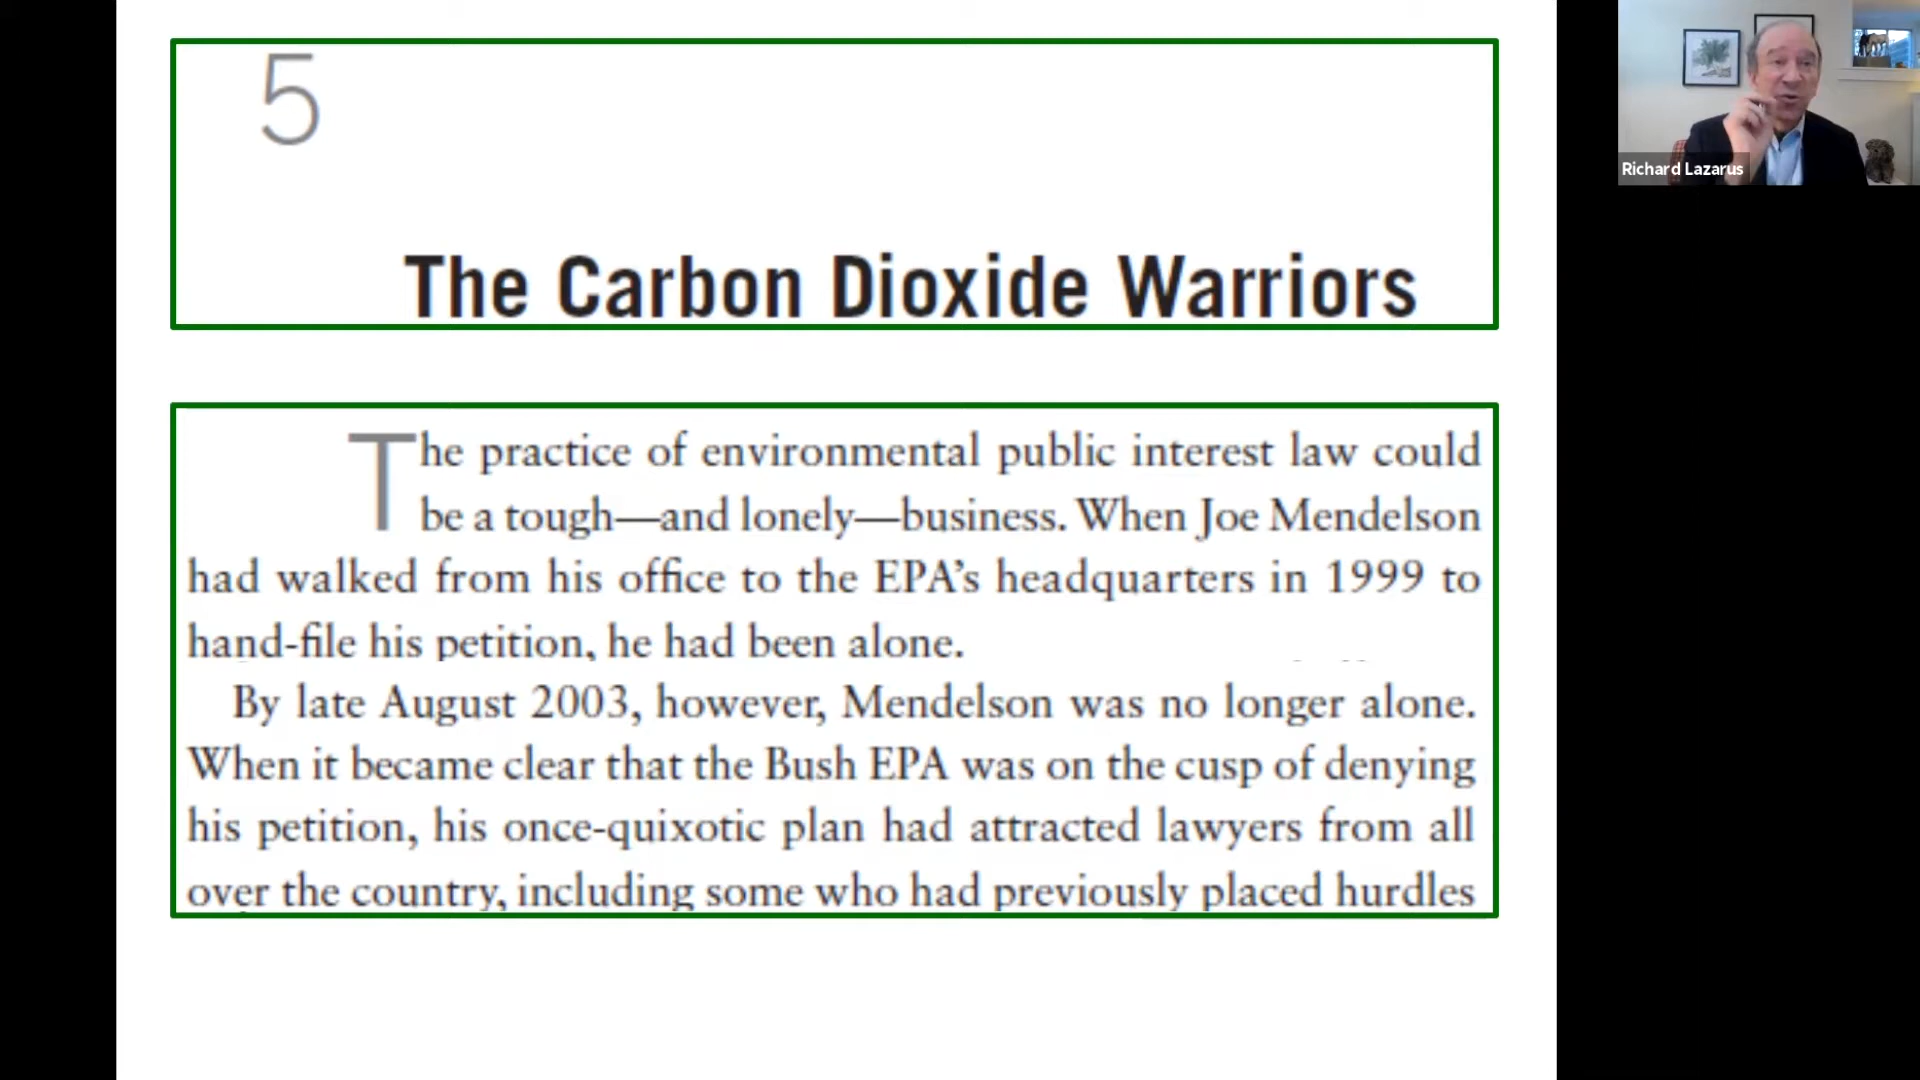 5
The Carbon Dioxide Warriors
The practice of environmental public interest law could
be a tough—and lonely—business. When Joe Mendelson
had walked from his office to the EPA's headquarters in 1999 to
hand-file his petition, he had been alone.
By late August 2003, however, Mendelson was no longer alone.
When it became clear that the Bush EPA was on the cusp of denying
his petition, his once-quixotic plan had attracted lawyers from all
over the country, including some who had previously placed hurdles
Richard Lazarus